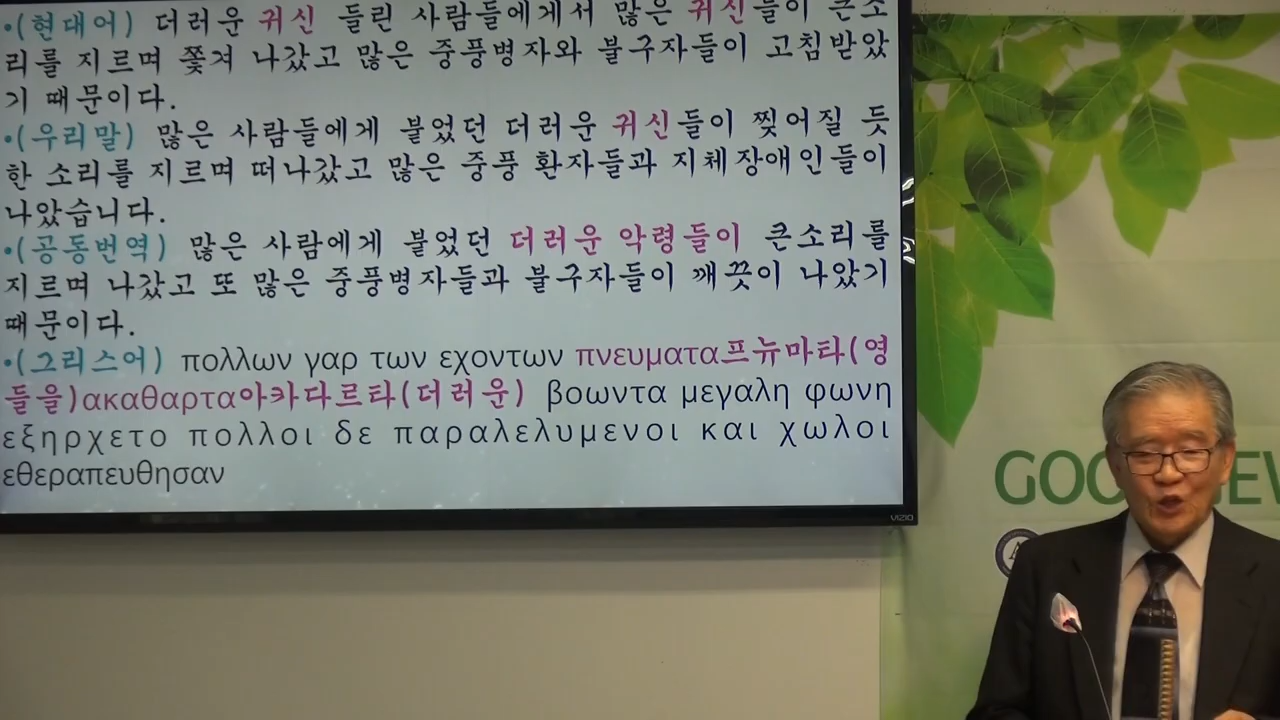 •(현대어) 더러운 귀신 들린 사람들에게서 많은 귀신들이 큰소
리를 지르며 쫓겨 나갔고 많은 중풍병자와 불구자들이 고침받았
기 때문이다.
•(우리말) 많은 사람들에게 붙었던 더러운 귀신들이 찢어질 듯
한 소리를 지르며 떠나갔고 많은 중풍 환자들과 지체장애인들이
나았습니다.
•(공동번역) 많은 사람에게 붙었던 더러운 악령들이 큰소리를
지르며 나갔고 또 많은 중풍병자들과 불구자들이 깨끗이 나았기
때문이다.
•(그리스어) πολλων γαρ των εχοντων πνευματα프뉴마타(영
들을)ακαθαρτα아카다르타(더러운) βοωντα μεγαλη φωνη
εξηρχετο πολλοι δε παραλελυμενοι και χωλοι
εθεραπευθησαν
VIZIO
GOO EW